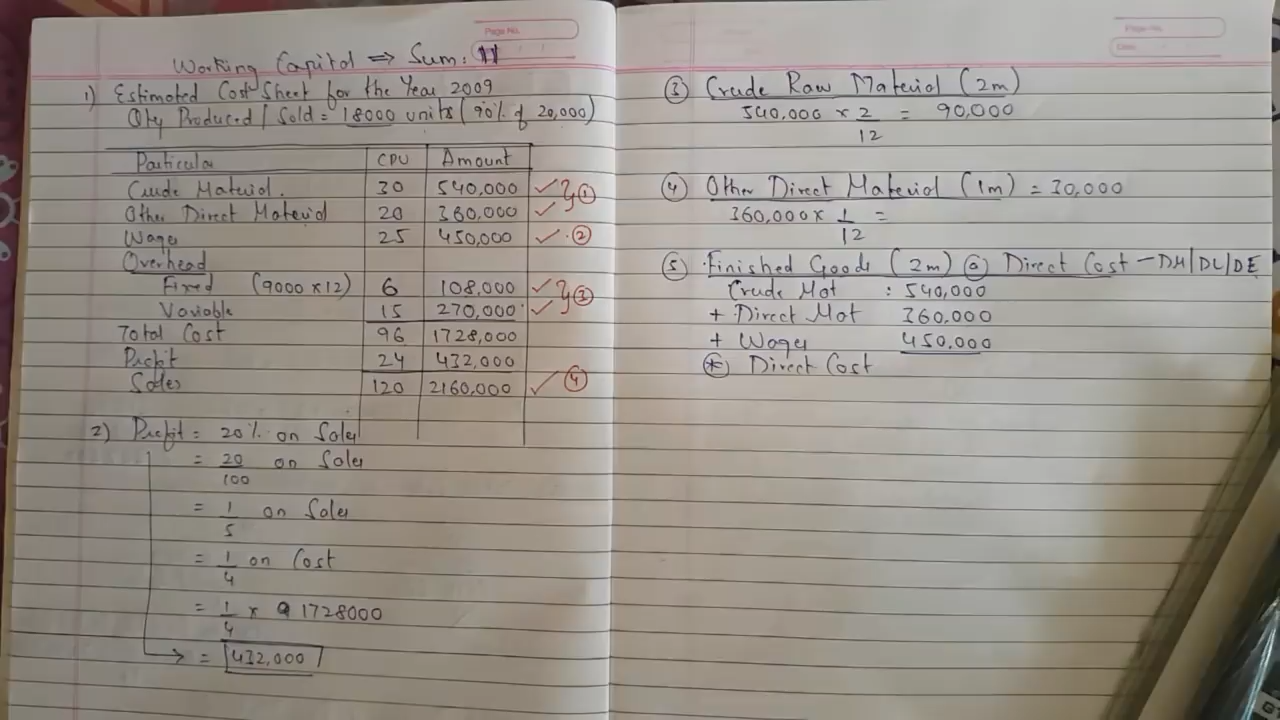 Page No.
Working Capital ⇒ Sum: 11
1) Estimated Cost Sheet for the Year 2009
Qty Produced / Sold = 18000 units (90% of 20,000)
Particular CPU Amount
Crude Material. 30 540,000 ✓
Other Direct Material 20 360,000 ✓ } ①
Wages 25 450,000 ✓ ②
Overhead
Fixed (9000 x 12) 6 108,000 ✓
Variable 15 270,000 ✓ } ③
Total Cost 96 1728,000
Profit 24 432,000
Sales 120 2160,000 ✓ ④
2) Profit = 20% on Sales
= 20/100 on Sales
= 1/5 on Sales
= 1/4 on Cost
= 1/4 x 1728000
→ = 432,000
Page No.
Date:
③ Crude Raw Material (2m)
540,000 x 2/12 = 90,000
④ Other Direct Material (1m) = 30,000
360,000 x 1/12 =
⑤ Finished Goods (2m) @ Direct Cost – DM/DL/DE
Crude Mat : 540,000
+ Direct Mat 360,000
+ Wages 450,000
(*) Direct Cost